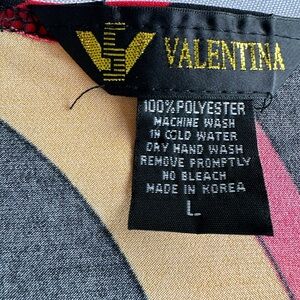 VALENTINA
100% POLYESTER
MACHINE WASH
IN COLD WATER
DRY HAND WASH
REMOVE PROMPTLY
NO BLEACH
MADE IN KOREA
L